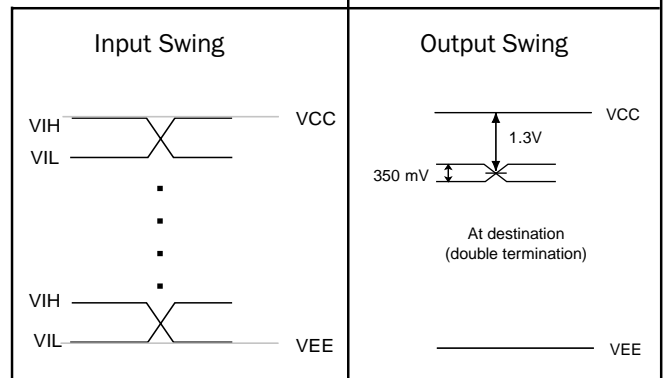 Input Swing
VIH
VIL
VCC
VIH
VIL
VEE
Output Swing
VCC
1.3V
350 mV
At destination
(double termination)
VEE